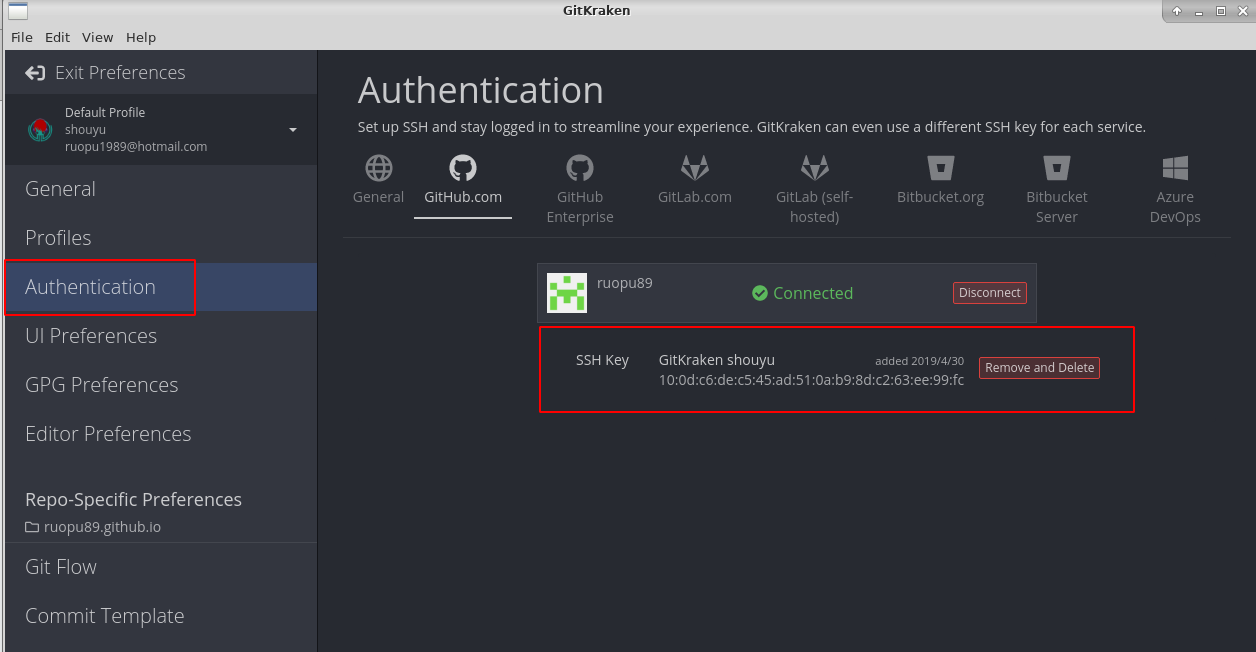 GitKraken
File Edit View Help
Exit Preferences
Default Profile
shouyu
ruopu1989@hotmail.com
General
Profiles
Authentication
UI Preferences
GPG Preferences
Editor Preferences
Repo-Specific Preferences
ruopu89.github.io
Git Flow
Commit Template
Authentication
Set up SSH and stay logged in to streamline your experience. GitKraken can even use a different SSH key for each service.
General
GitHub.com
GitHub
Enterprise
GitLab.com
GitLab (self-
hosted)
Bitbucket.org
Bitbucket
Server
Azure
DevOps
ruopu89
Connected
Disconnect
SSH Key
GitKraken shouyu
added 2019/4/30
10:0d:c6:de:c5:45:ad:51:0a:b9:8d:c2:63:ee:99:fc
Remove and Delete